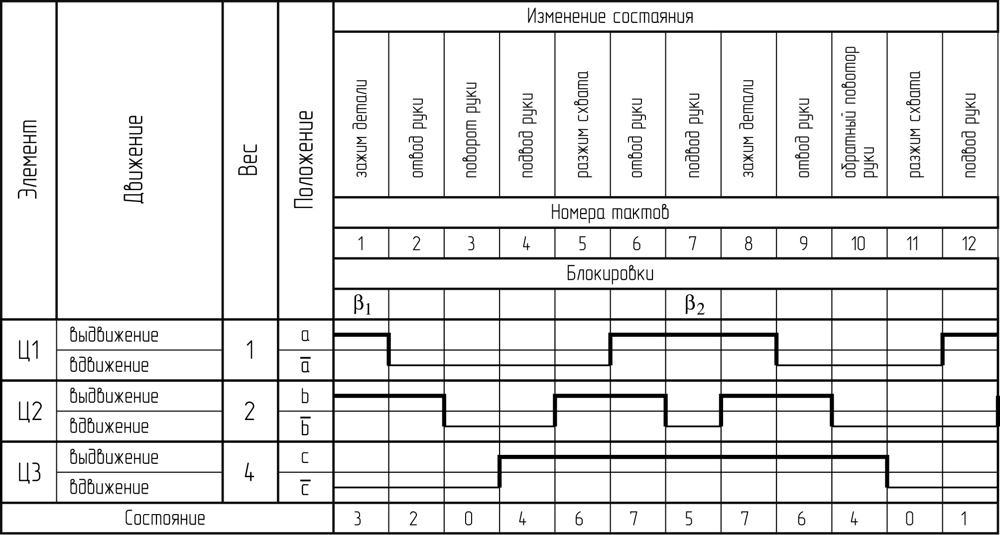 Изменение состаяния
Элемент
Движение
Вес
Положение
зажим детали
отвод руки
поворот руки
подвод руки
разжим схвата
отвод руки
подвод руки
зажим детали
отвод руки
обратный повотор
руки
разжим схвата
подвод руки
Номера тактов
1 2 3 4 5 6 7 8 9 10 11 12
Блокировки
β1 β2
Ц1 выдвижение 1 a
вдвижение a̅
Ц2 выдвижение 2 b
вдвижение b̅
Ц3 выдвижение 4 c
вдвижение c̅
Состояние 3 2 0 4 6 7 5 7 6 4 0 1